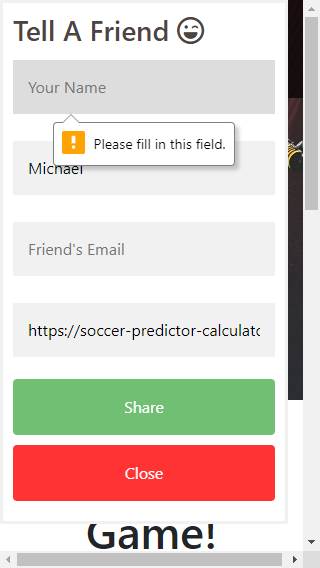 Tell A Friend
Your Name
Please fill in this field.
Michael
Friend's Email
https://soccer-predictor-calculato
Share
Close
Game!